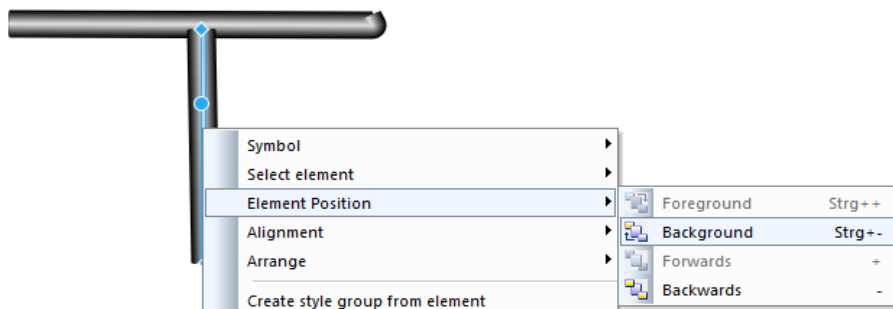 Symbol
Select element
Element Position
Alignment
Arrange
Create style group from element
Foreground Strg++
Background Strg+-
Forwards +
Backwards -